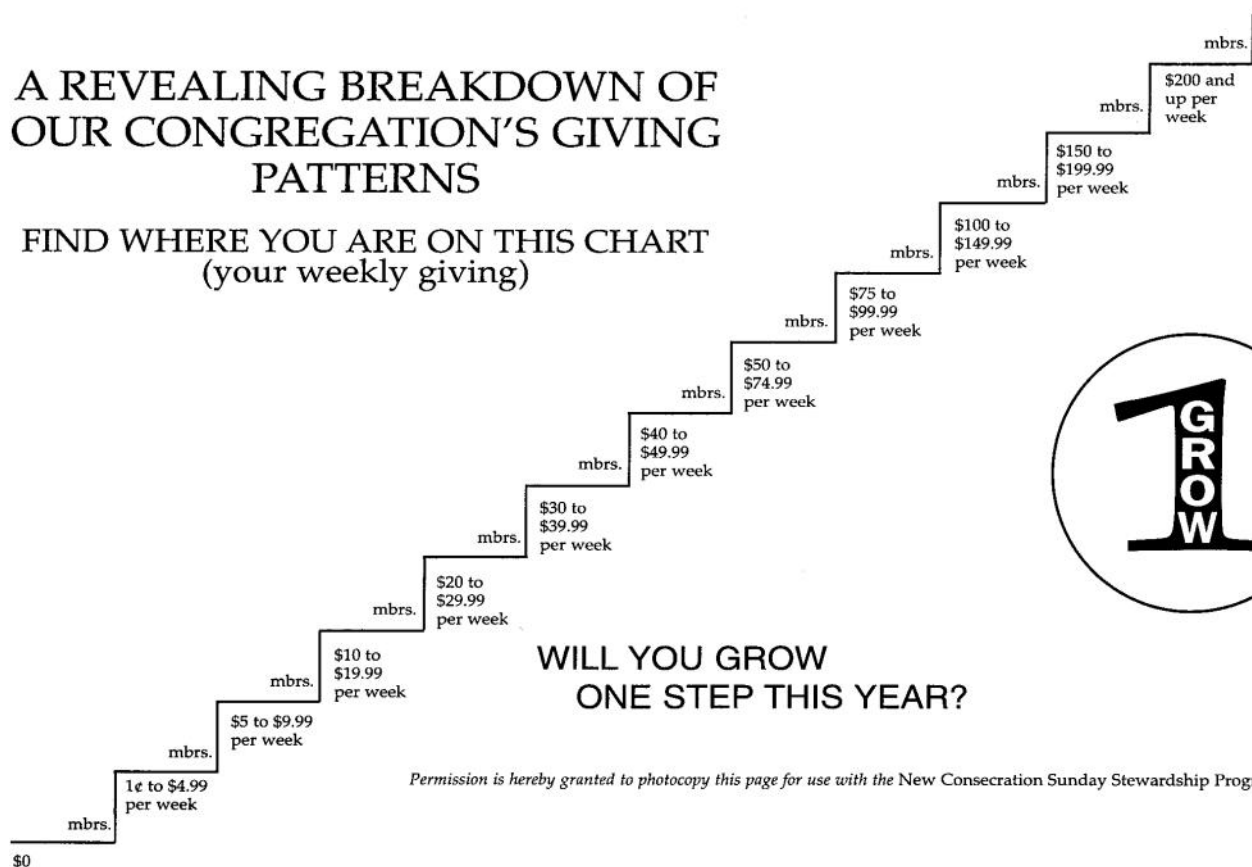 A REVEALING BREAKDOWN OF
OUR CONGREGATION'S GIVING
PATTERNS
FIND WHERE YOU ARE ON THIS CHART
(your weekly giving)
mbrs.
$200 and
up per
week
mbrs.
$150 to
$199.99
per week
mbrs.
$100 to
$149.99
per week
mbrs.
$75 to
$99.99
per week
mbrs.
$50 to
$74.99
per week
mbrs.
$40 to
$49.99
per week
mbrs.
$30 to
$39.99
per week
mbrs.
$20 to
$29.99
per week
mbrs.
$10 to
$19.99
per week
mbrs.
$5 to $9.99
per week
mbrs.
1¢ to $4.99
per week
mbrs.
$0
1
GROW
WILL YOU GROW
ONE STEP THIS YEAR?
Permission is hereby granted to photocopy this page for use with the New Consecration Sunday Stewardship Prog